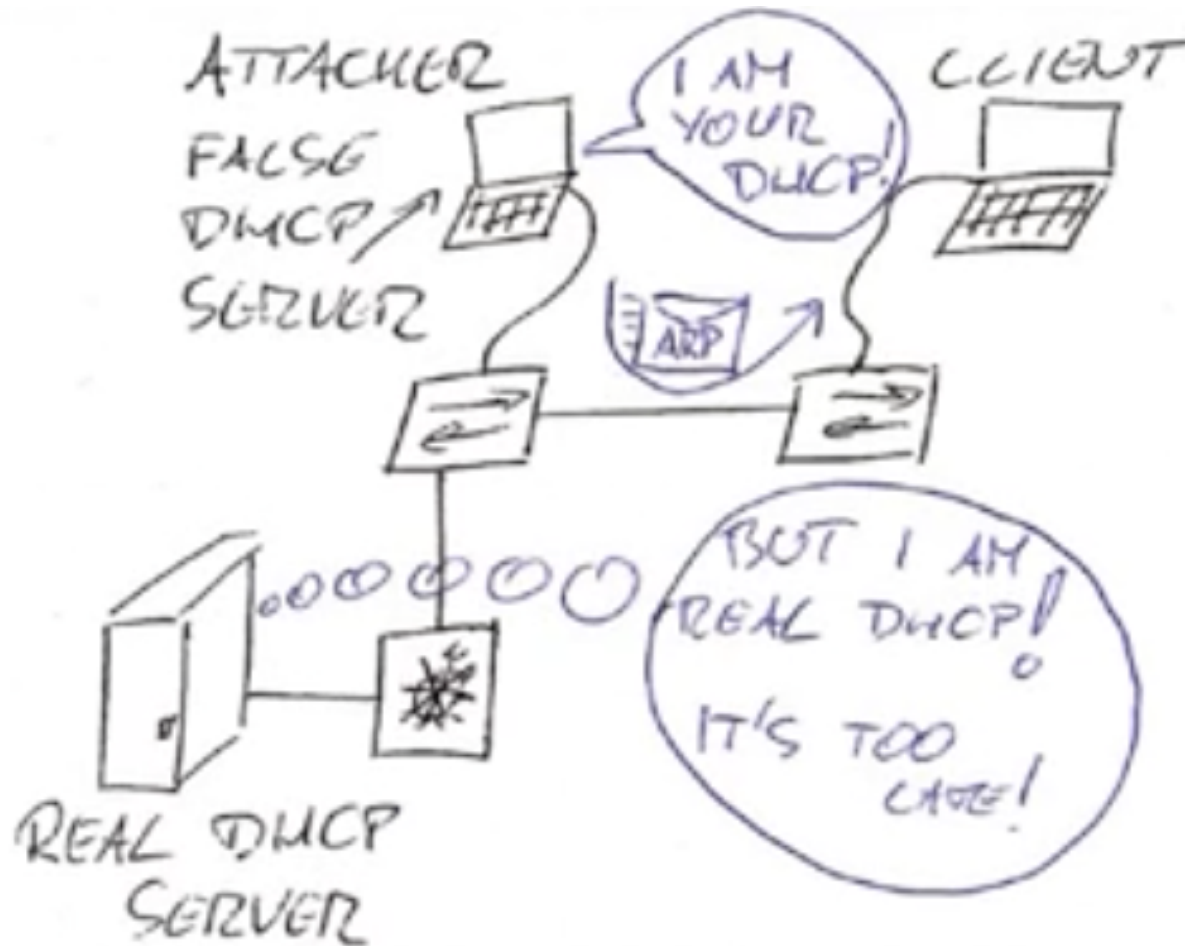 ATTACKER
FALSE
DHCP
SERVER
I AM
YOUR
DHCP!
CLIENT
ARP
BUT I AM
REAL DHCP!
IT'S TOO
LATE!
REAL DHCP
SERVER